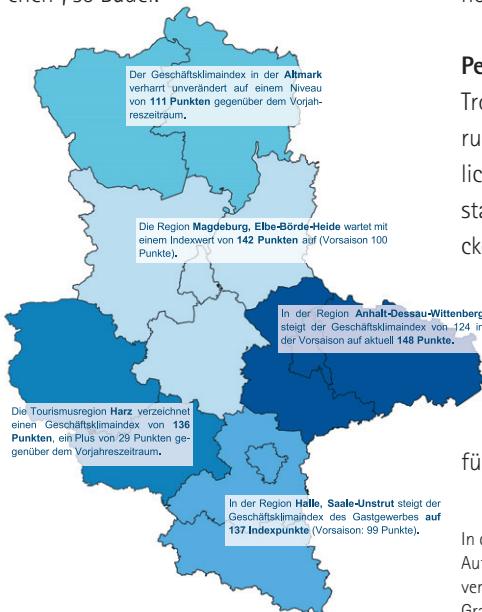 chen", so Bader.
Der Geschäftsklimaindex in der Altmark
verharrt unverändert auf einem Niveau
von 111 Punkten gegenüber dem Vorjah-
reszeitraum.
Die Region Magdeburg, Elbe-Börde-Heide wartet mit
einem Indexwert von 142 Punkten auf (Vorsaison 100
Punkte).
In der Region Anhalt-Dessau-Wittenberg
steigt der Geschäftsklimaindex von 124 in
der Vorsaison auf aktuell 148 Punkte.
Die Tourismusregion Harz verzeichnet
einen Geschäftsklimaindex von 136
Punkten, ein Plus von 29 Punkten ge-
genüber dem Vorjahreszeitraum.
In der Region Halle, Saale-Unstrut steigt der
Geschäftsklimaindex des Gastgewerbes auf
137 Indexpunkte (Vorsaison: 99 Punkte).
Pe
Tro
ru
lic
sta
ck
fü
In d
Au
ver
Gra